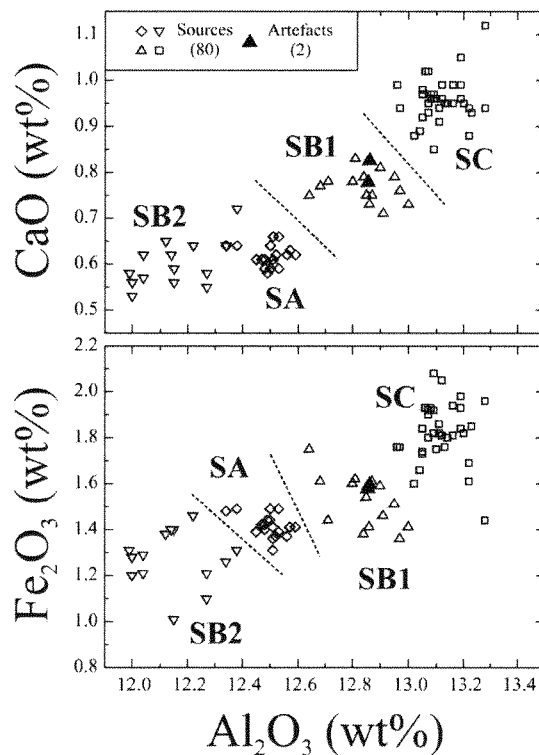 Sources Artefacts
(80) (2)
CaO (wt%)
1.1
1.0
0.9
0.8
0.7
0.6
0.5
SB1
SC
SB2
SA
Fe₂O₃ (wt%)
2.2
2.0
1.8
1.6
1.4
1.2
1.0
0.8
SC
SA
SB1
SB2
12.0 12.2 12.4 12.6 12.8 13.0 13.2 13.4
Al₂O₃ (wt%)